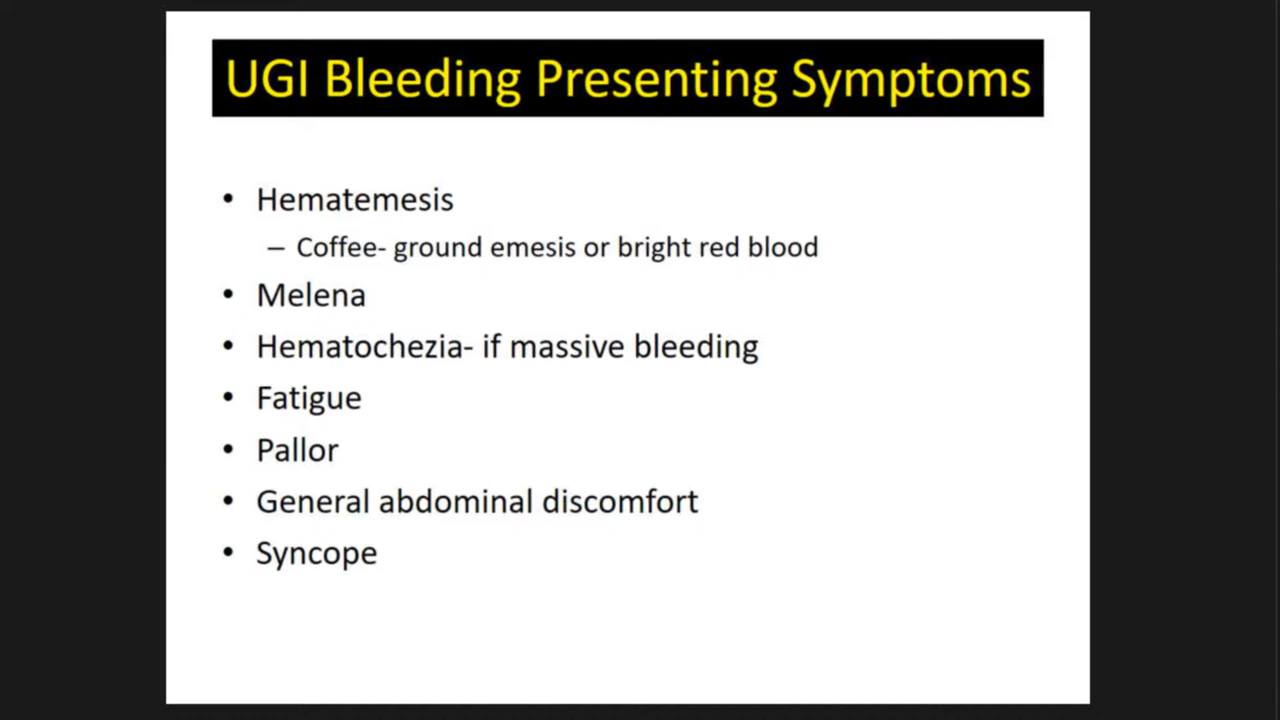 UGI Bleeding Presenting Symptoms
• Hematemesis
– Coffee- ground emesis or bright red blood
• Melena
• Hematochezia- if massive bleeding
• Fatigue
• Pallor
• General abdominal discomfort
• Syncope